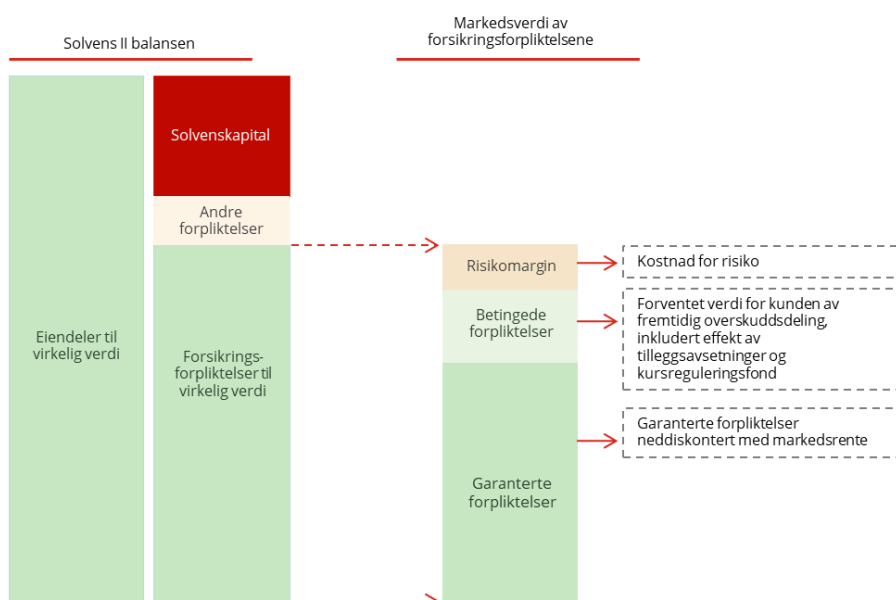 Solvens II balansen
Markedsverdi av
forsikringsforpliktelsene
Solvenskapital
Andre
forpliktelser
Eiendeler til
virkelig verdi
Forsikrings-
forpliktelser til
virkelig verdi
Risikomargin
Betingede
forpliktelser
Garanterte
forpliktelser
Kostnad for risiko
Forventet verdi for kunden av
fremtidig overskuddsdeling,
inkludert effekt av
tilleggsavsetninger og
kursreguleringsfond
Garanterte forpliktelser
neddiskontert med markedsrente